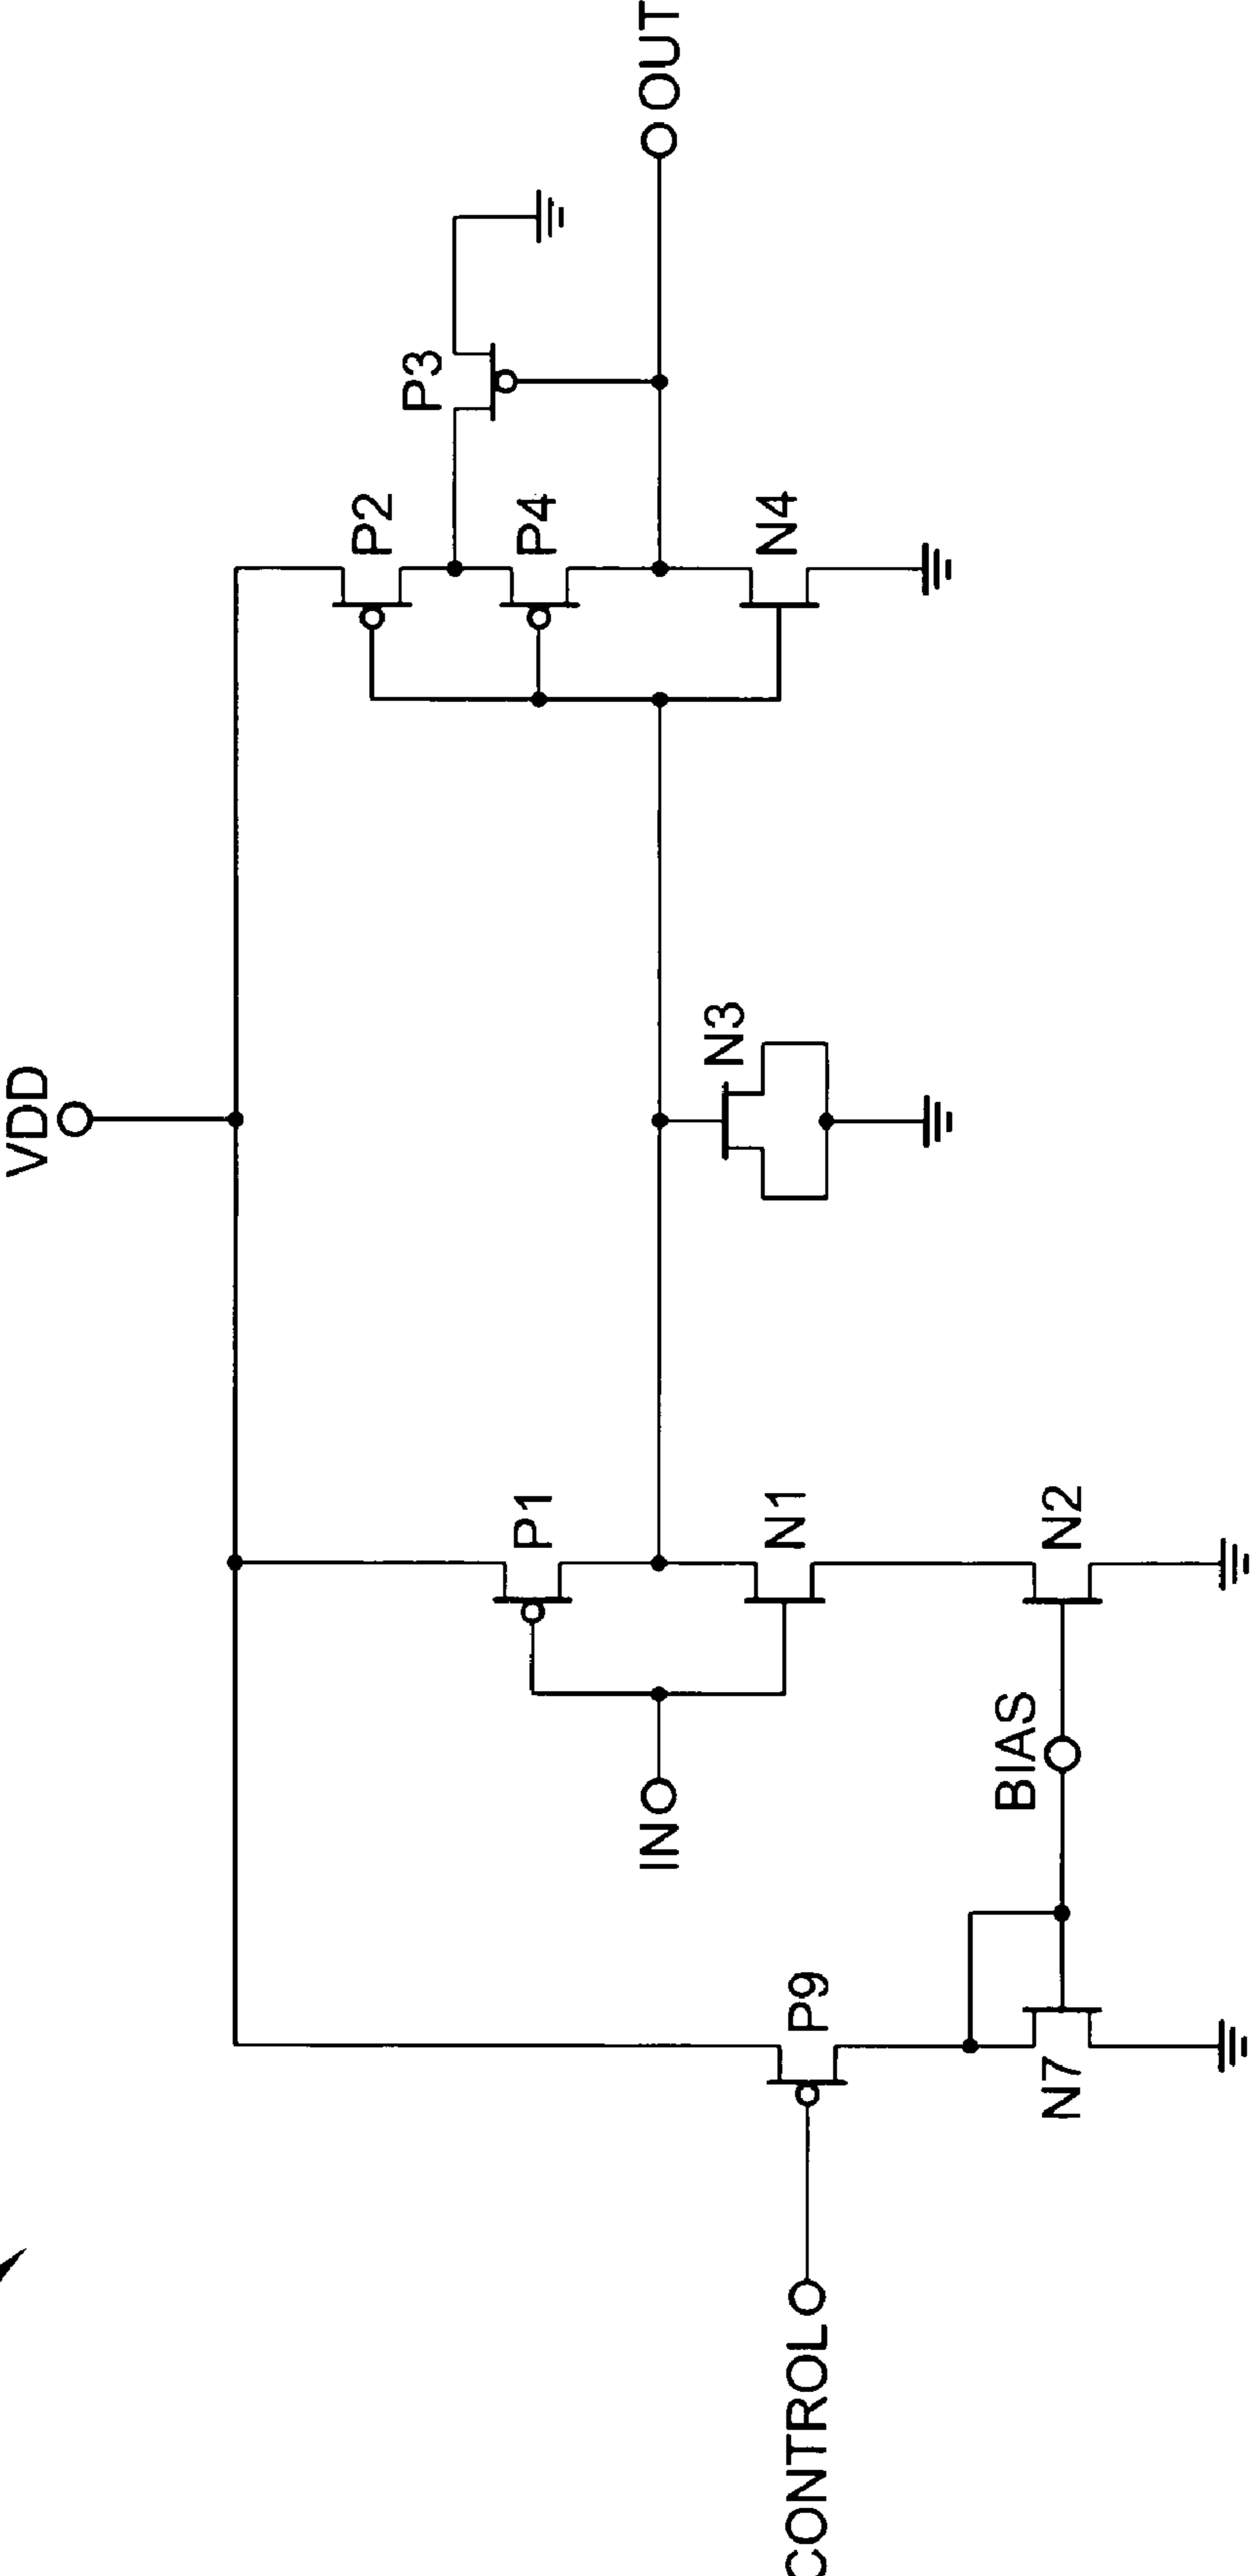 VDD
P3
OUT
P2
P4
N4
N3
P1
N1
N2
IN
BIAS
P9
N7
CONTROL